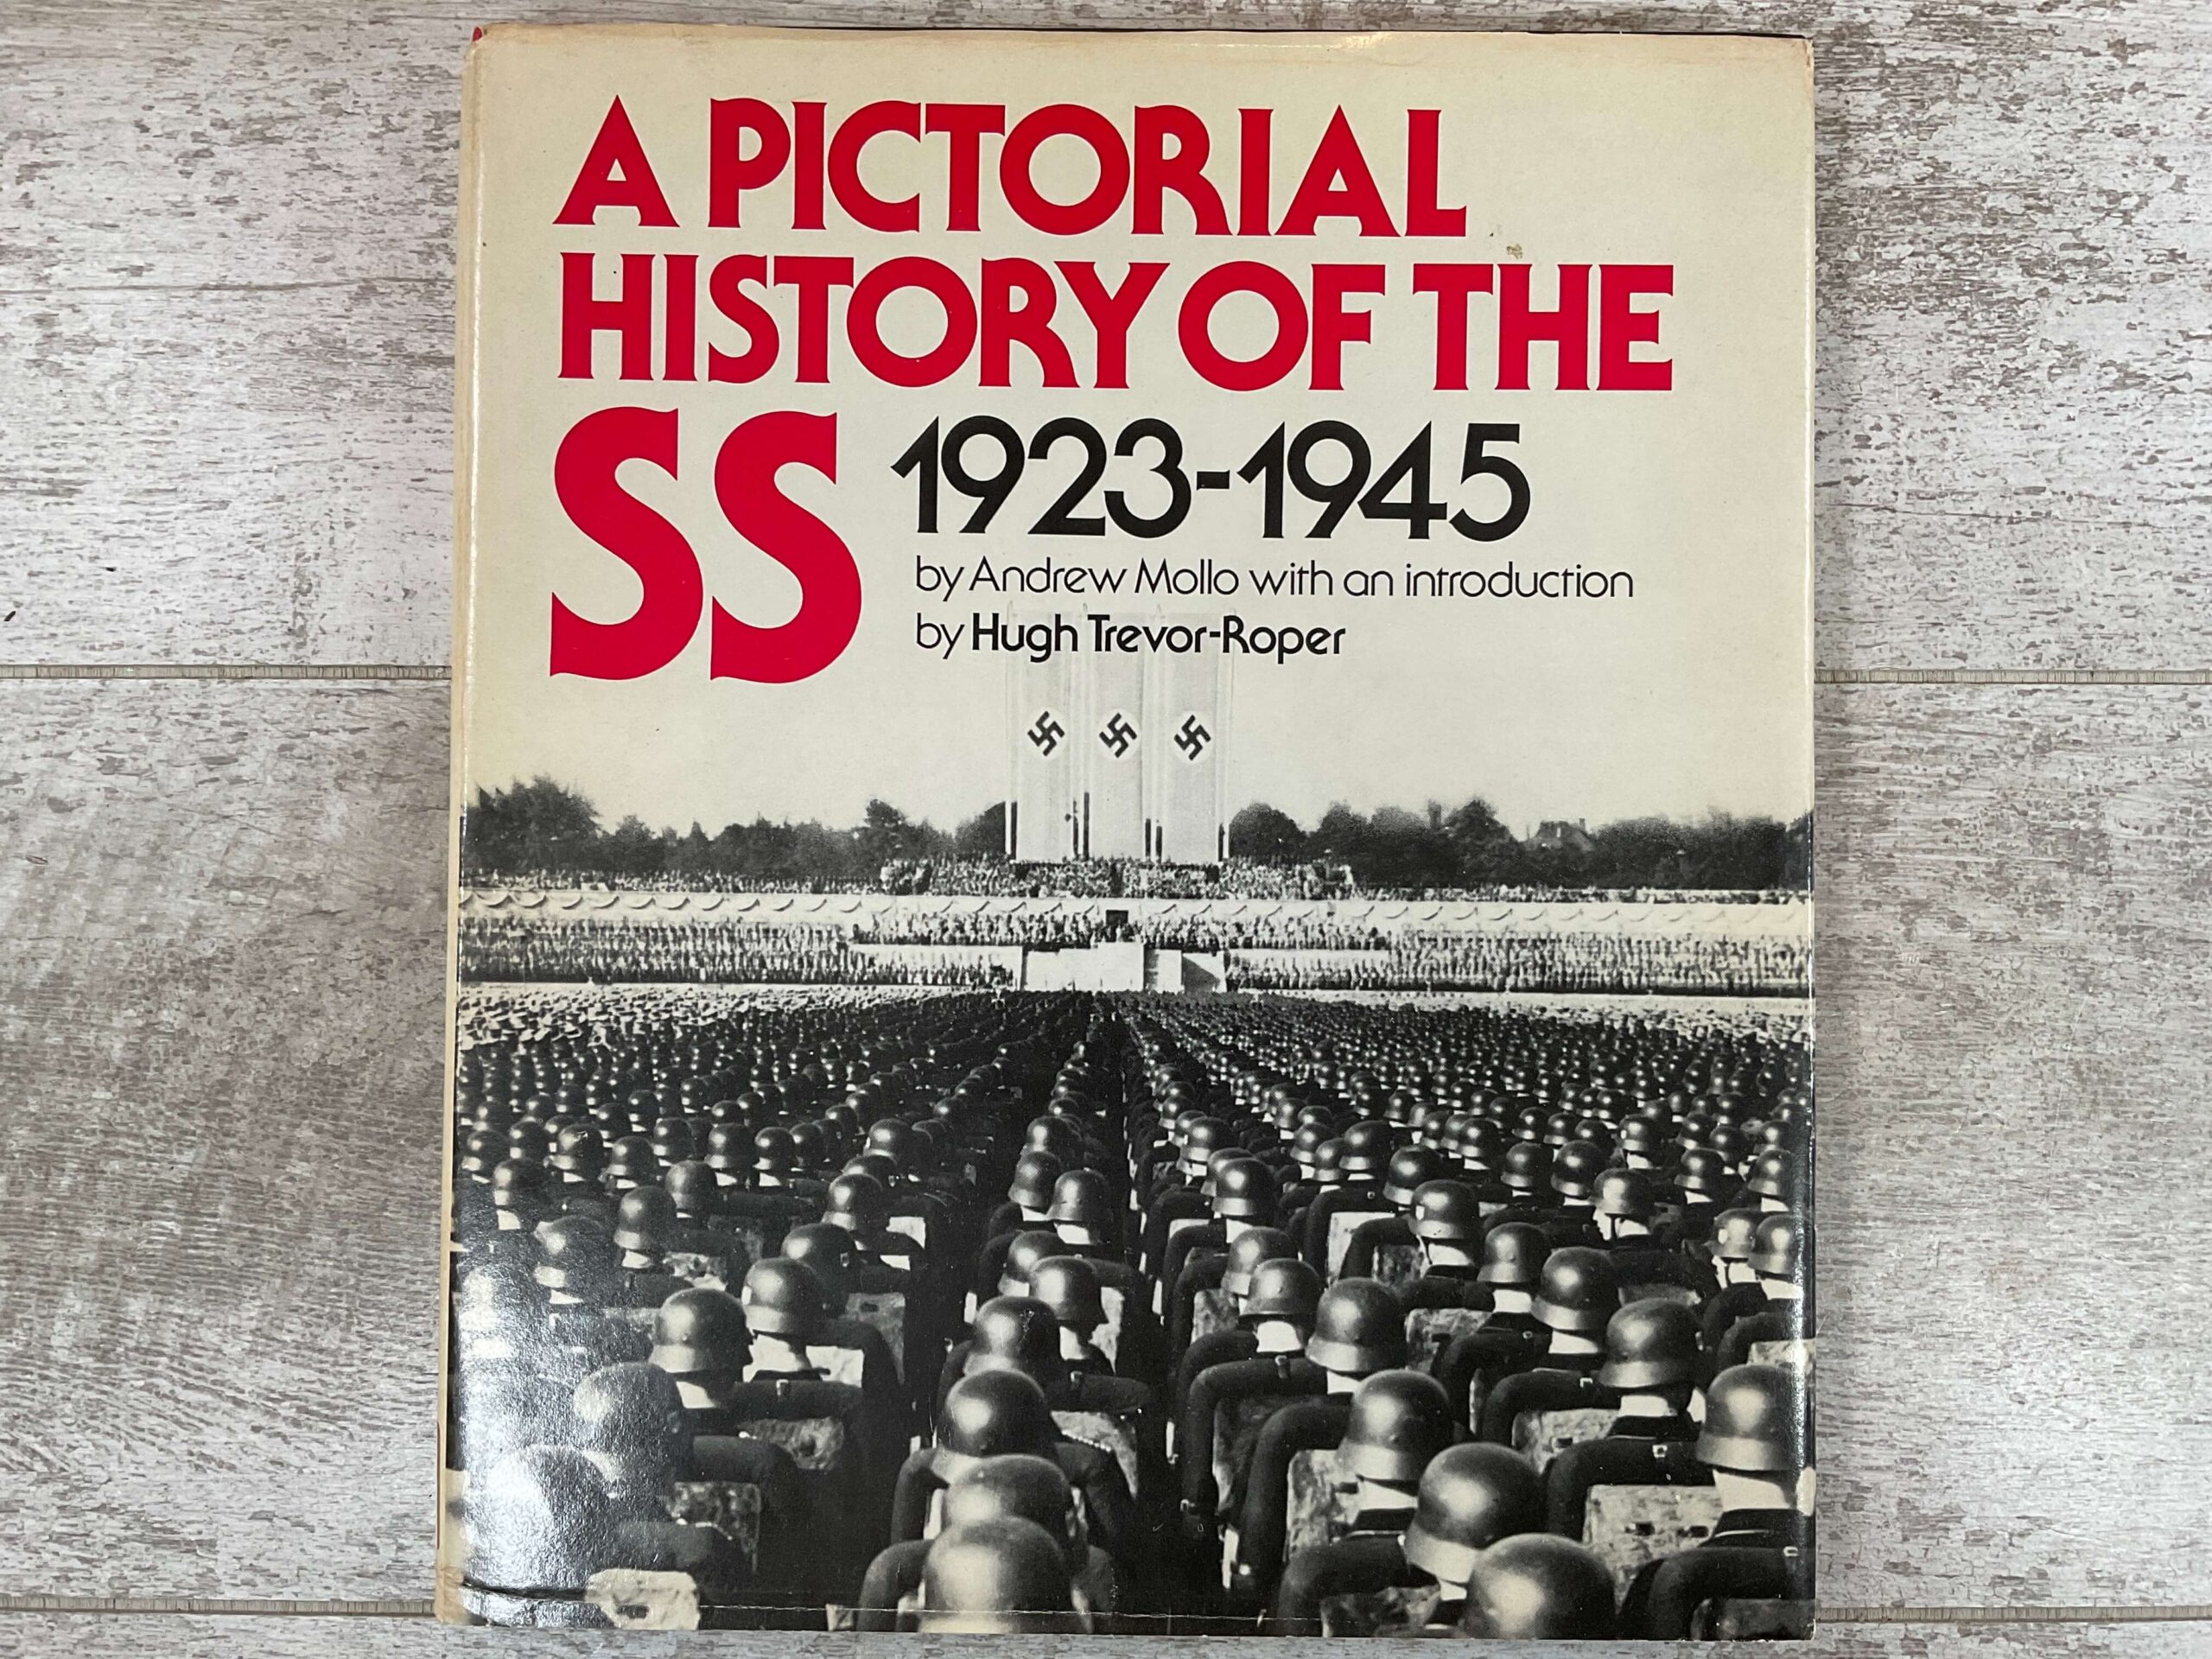 A PICTORIAL
HISTORY OF THE
SS 1923-1945
by Andrew Mollo with an introduction
by Hugh Trevor-Roper